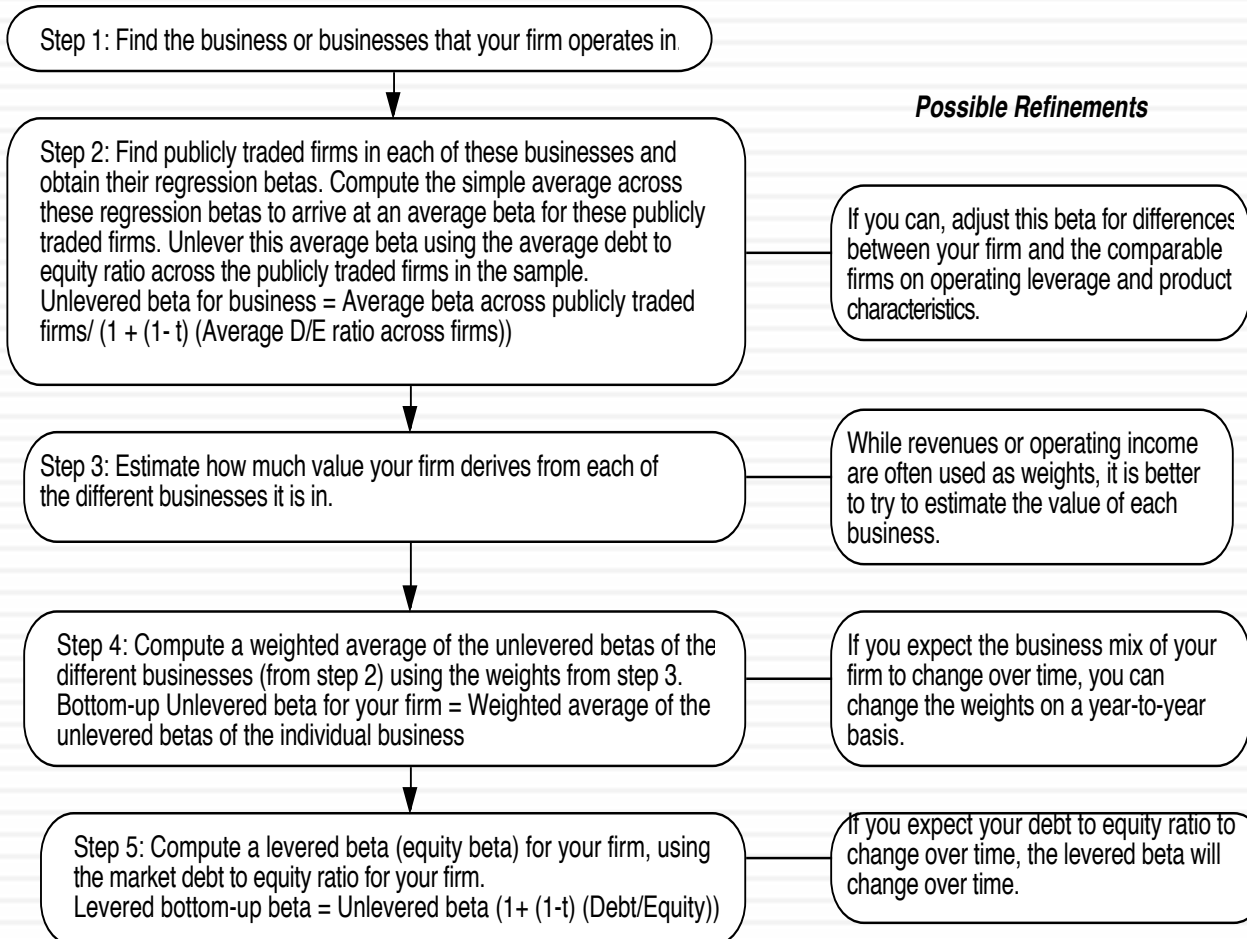 Step 1: Find the business or businesses that your firm operates in.
Possible Refinements
Step 2: Find publicly traded firms in each of these businesses and
obtain their regression betas. Compute the simple average across
these regression betas to arrive at an average beta for these publicly
traded firms. Unlever this average beta using the average debt to
equity ratio across the publicly traded firms in the sample.
Unlevered beta for business = Average beta across publicly traded
firms/ (1 + (1- t) (Average D/E ratio across firms))
If you can, adjust this beta for differences
between your firm and the comparable
firms on operating leverage and product
characteristics.
Step 3: Estimate how much value your firm derives from each of
the different businesses it is in.
While revenues or operating income
are often used as weights, it is better
to try to estimate the value of each
business.
Step 4: Compute a weighted average of the unlevered betas of the
different businesses (from step 2) using the weights from step 3.
Bottom-up Unlevered beta for your firm = Weighted average of the
unlevered betas of the individual business
If you expect the business mix of your
firm to change over time, you can
change the weights on a year-to-year
basis.
Step 5: Compute a levered beta (equity beta) for your firm, using
the market debt to equity ratio for your firm.
Levered bottom-up beta = Unlevered beta (1+ (1-t) (Debt/Equity))
If you expect your debt to equity ratio to
change over time, the levered beta will
change over time.